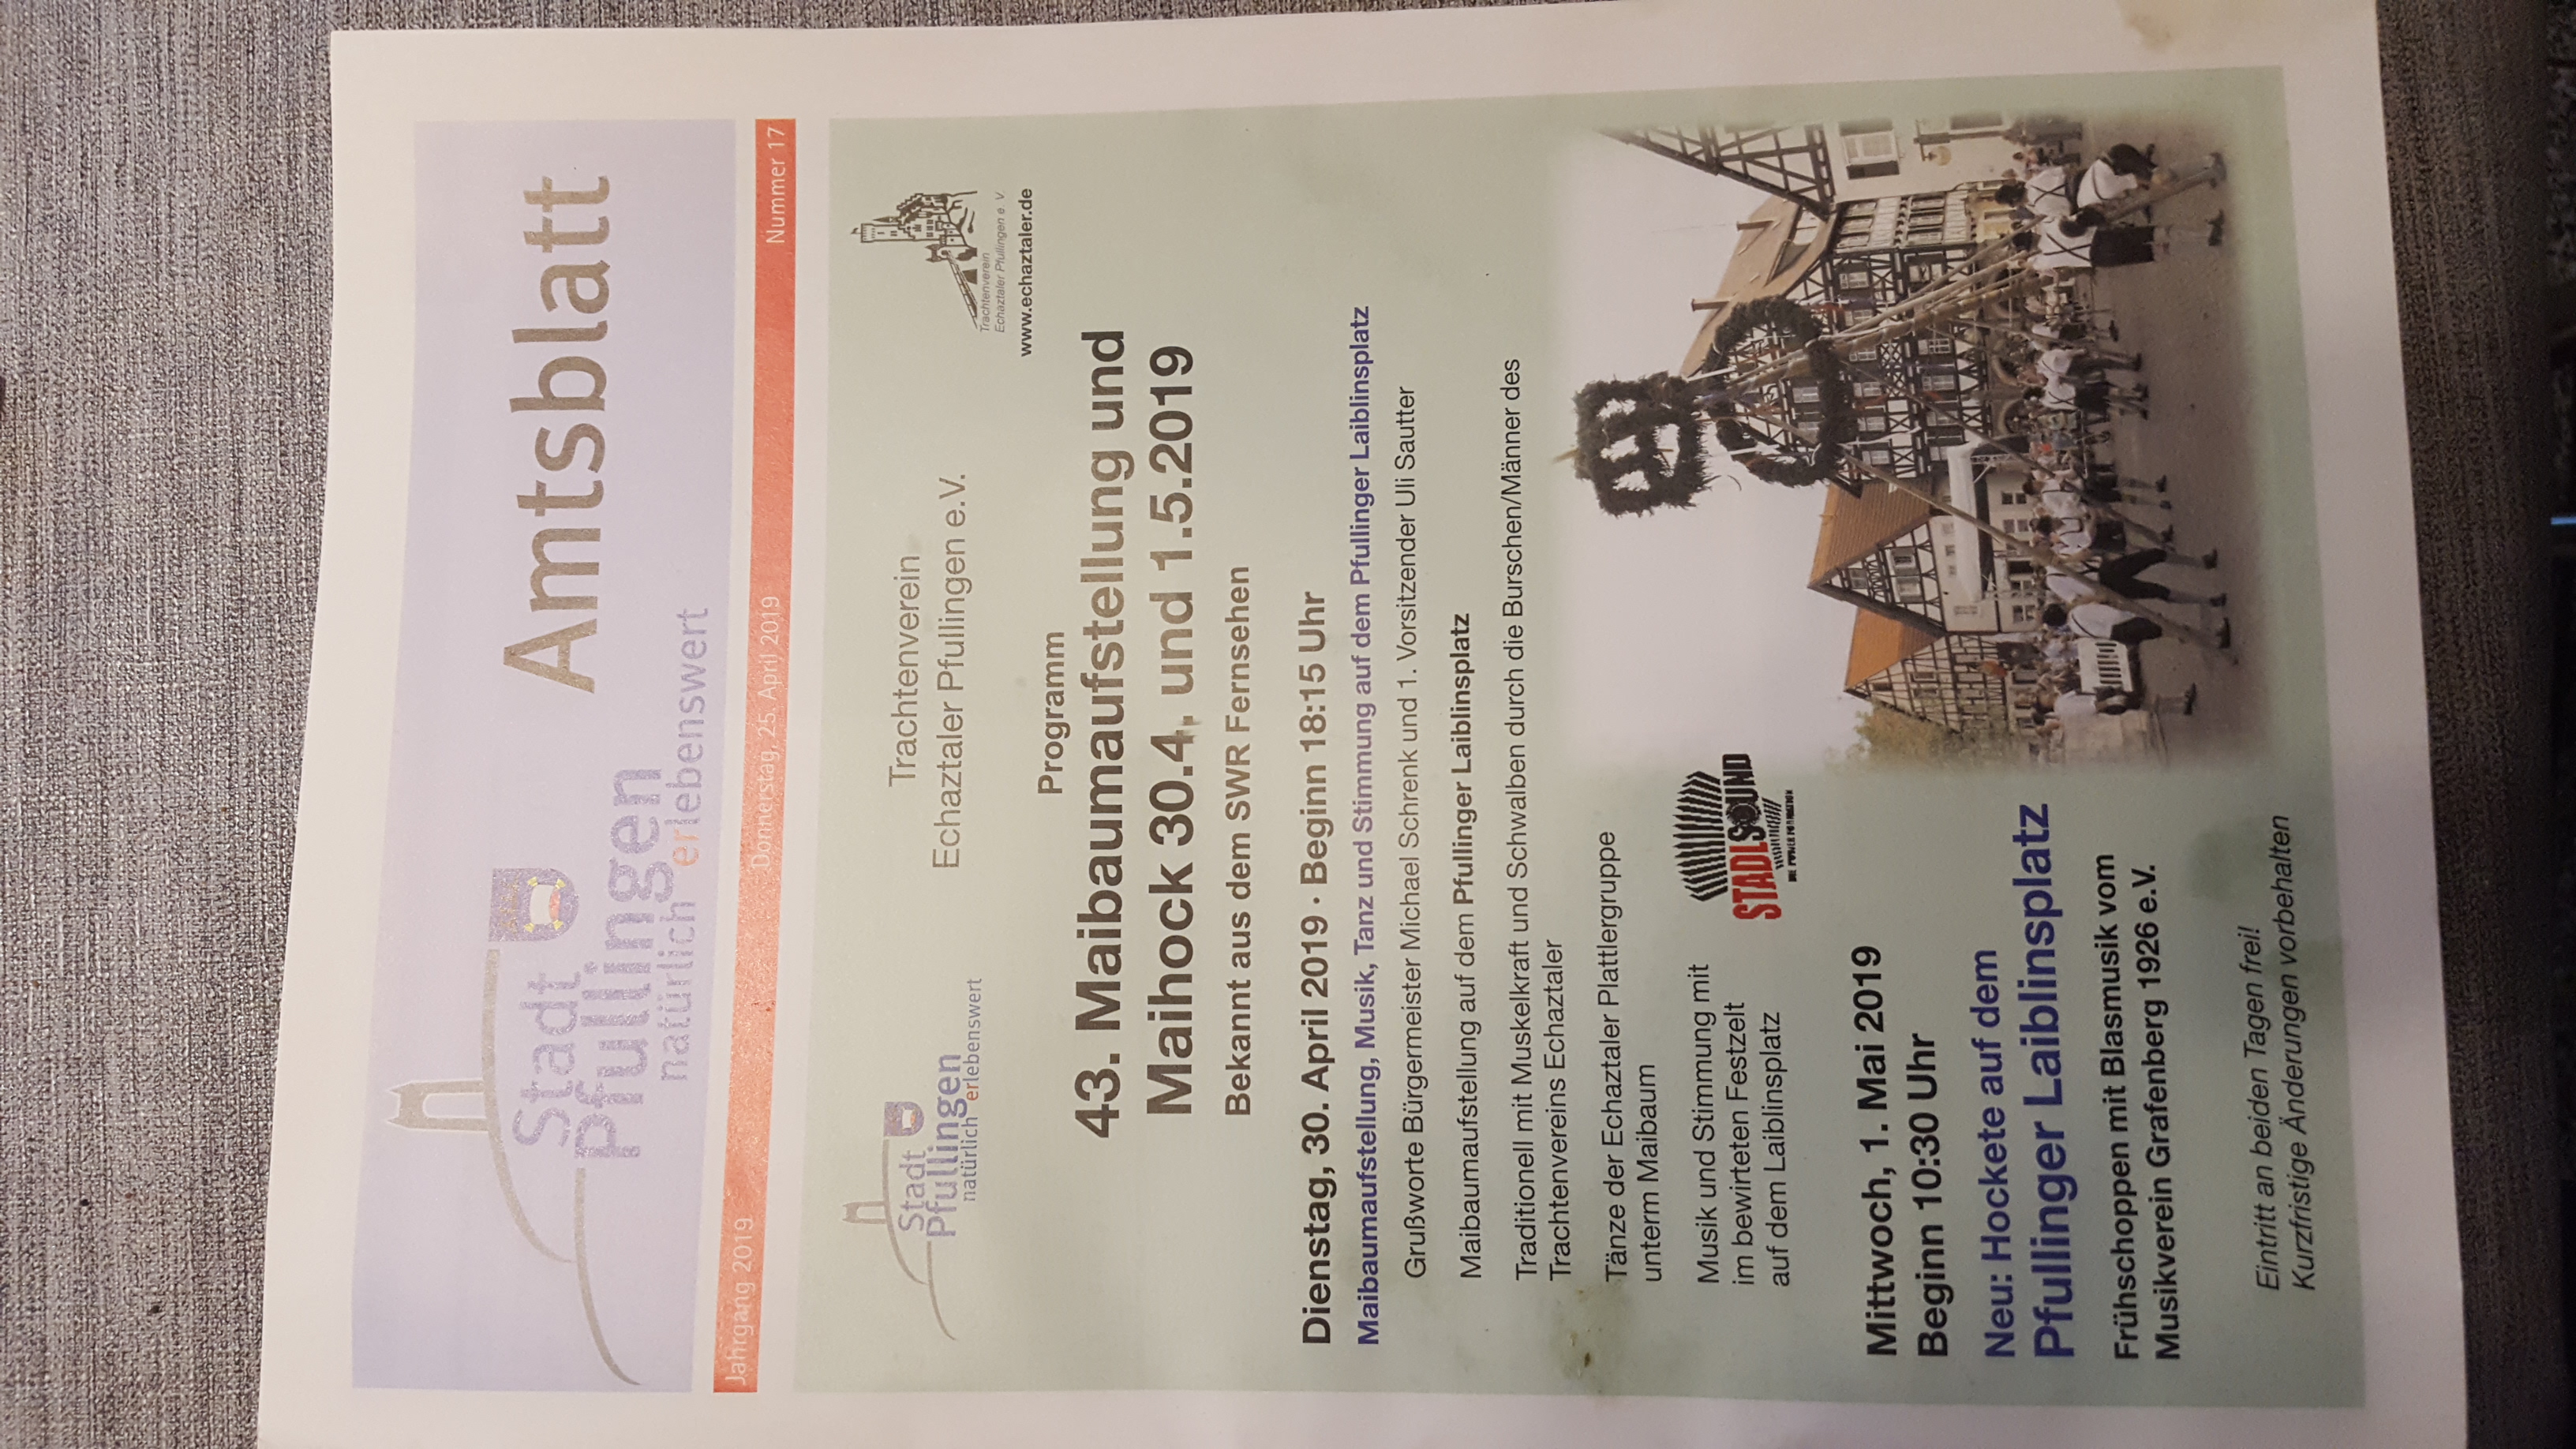 Stadt
Pfullingen
natürlich erlebenswert
Amtsblatt
Jahrgang 2019
Donnerstag, 25. April 2019
Nummer 17
Stadt
Pfullingen
natürlich erlebenswert
Trachtenverein
Echaztaler Pfullingen e.V.
Trachtenverein
Echaztaler Pfullingen e. V.
www.echaztaler.de
Programm
43. Maibaumaufstellung und
Maihock 30.4. und 1.5.2019
Bekannt aus dem SWR Fernsehen
Dienstag, 30. April 2019 · Beginn 18:15 Uhr
Maibaumaufstellung, Musik, Tanz und Stimmung auf dem Pfullinger Laiblinsplatz
Grußworte Bürgermeister Michael Schrenk und 1. Vorsitzender Uli Sautter
Maibaumaufstellung auf dem Pfullinger Laiblinsplatz
Traditionell mit Muskelkraft und Schwalben durch die Burschen/Männer des
Trachtenvereins Echaztaler
Tänze der Echaztaler Plattlergruppe
unterm Maibaum
Musik und Stimmung mit
im bewirteten Festzelt
auf dem Laiblinsplatz
STADLSOUND
DIE POWER FORMATION
Mittwoch, 1. Mai 2019
Beginn 10:30 Uhr
Neu: Hockete auf dem
Pfullinger Laiblinsplatz
Frühschoppen mit Blasmusik vom
Musikverein Grafenberg 1926 e.V.
Eintritt an beiden Tagen frei!
Kurzfristige Änderungen vorbehalten